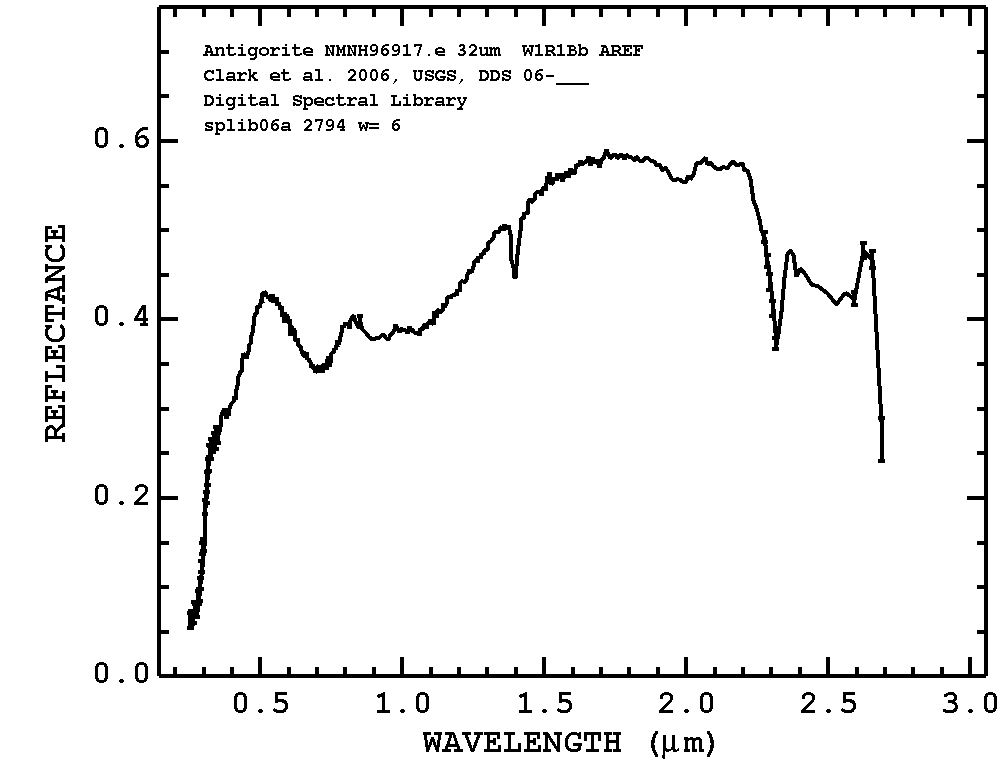 Antigorite NMNH96917.e 32um W1R1Bb AREF
Clark et al. 2006, USGS, DDS 06-___
Digital Spectral Library
splib06a 2794 w= 6
REFLECTANCE
0.6
0.4
0.2
0.0
0.5 1.0 1.5 2.0 2.5 3.0
WAVELENGTH (μm)